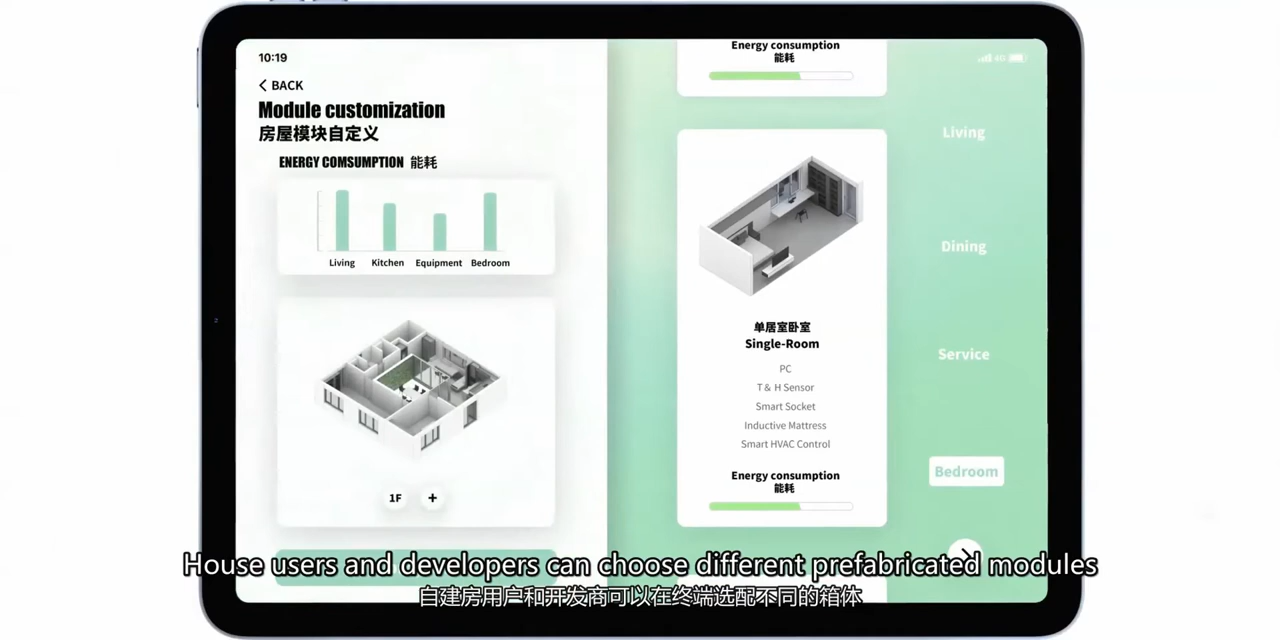 10:19
4G
BACK
Module customization
房屋模块自定义
ENERGY COMSUMPTION 能耗
Living Kitchen Equipment Bedroom
1F +
Energy consumption
能耗
单居室卧室
Single-Room
PC
T & H Sensor
Smart Socket
Inductive Mattress
Smart HVAC Control
Energy consumption
能耗
Living
Dining
Service
Bedroom
House users and developers can choose different prefabricated modules
自建房用户和开发商可以在终端选配不同的箱体